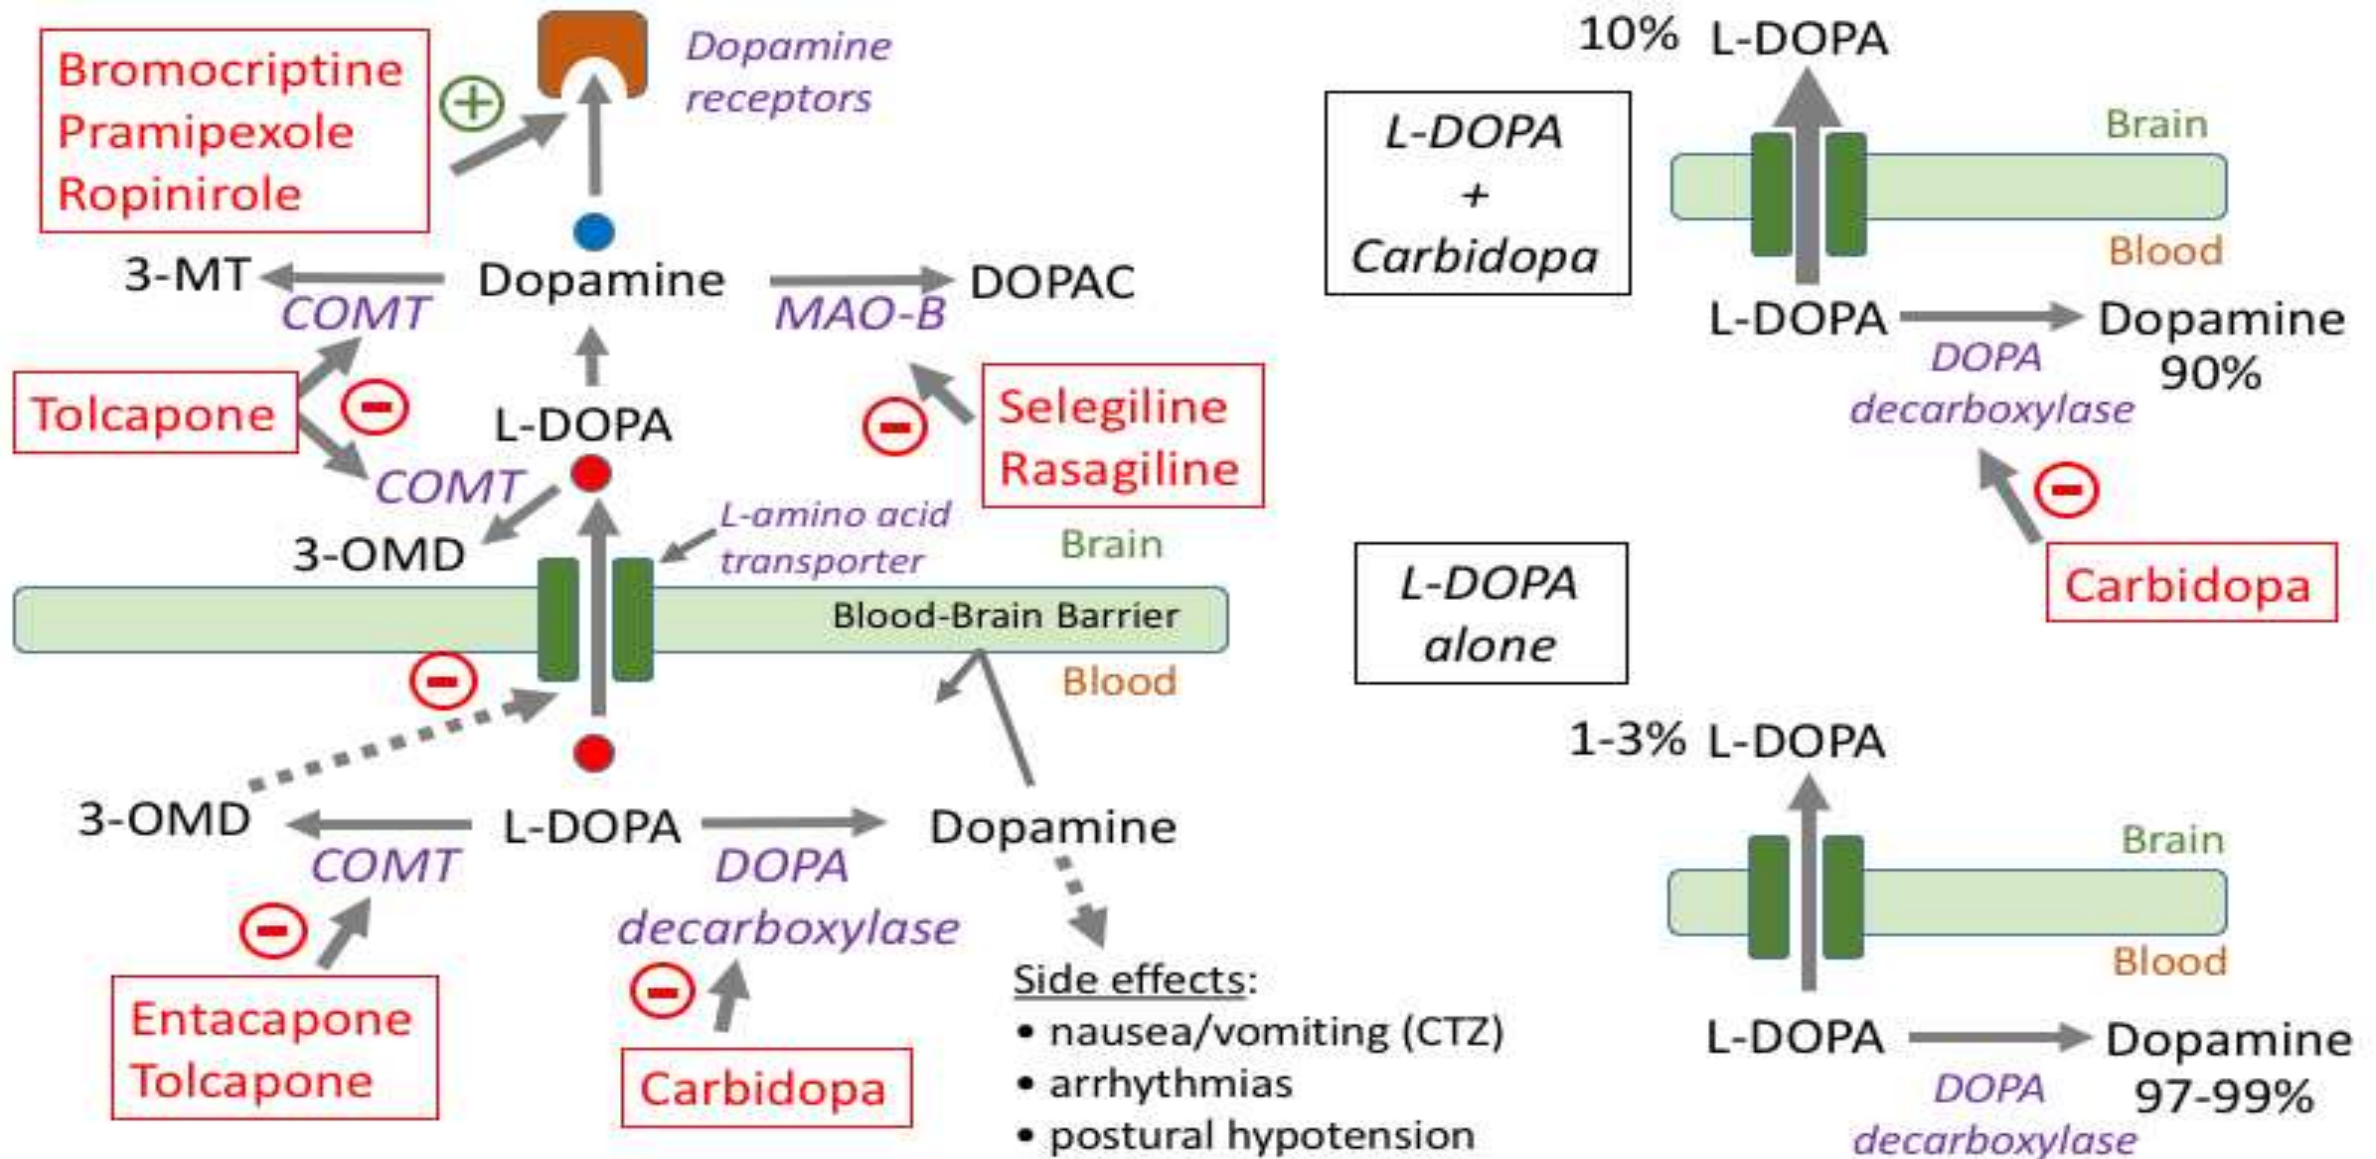 Bromocriptine
Pramipexole
Ropinirole
+
Dopamine
receptors
3-MT
COMT
Dopamine
MAO-B
DOPAC
Tolcapone
-
COMT
L-DOPA
-
Selegiline
Rasagiline
3-OMD
L-amino acid
transporter
Brain
Blood-Brain Barrier
Blood
-
3-OMD
COMT
L-DOPA
DOPA
decarboxylase
Dopamine
-
Entacapone
Tolcapone
-
Carbidopa
Side effects:
• nausea/vomiting (CTZ)
• arrhythmias
• postural hypotension
L-DOPA
+
Carbidopa
10% L-DOPA
Brain
Blood
L-DOPA
DOPA
decarboxylase
Dopamine
90%
-
Carbidopa
L-DOPA
alone
1-3% L-DOPA
Brain
Blood
L-DOPA
DOPA
decarboxylase
Dopamine
97-99%